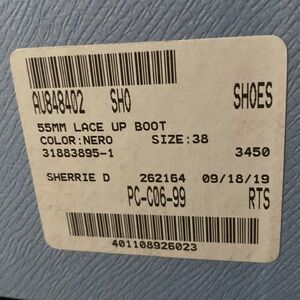 AU848402 SHO SHOES
55MM LACE UP BOOT
COLOR:NERO SIZE:38
31883895-1 3450
SHERRIE D 262164 09/18/19
PC-C06-99 RTS
401108926023